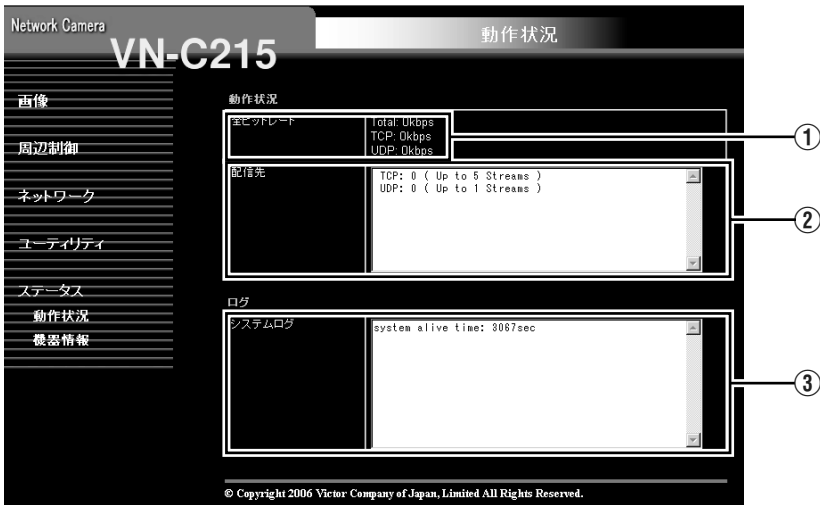 Network Camera
VN-C215
動作状況
画像
周辺制御
ネットワーク
ユーティリティ
ステータス
動作状況
機器情報
動作状況
全ビットレート
Total: 0kbps
TCP: 0kbps
UDP: 0kbps
①
配信先
TCP: 0 ( Up to 5 Streams )
UDP: 0 ( Up to 1 Streams )
②
ログ
システムログ
system alive time: 3067sec
③
© Copyright 2006 Victor Company of Japan, Limited All Rights Reserved.